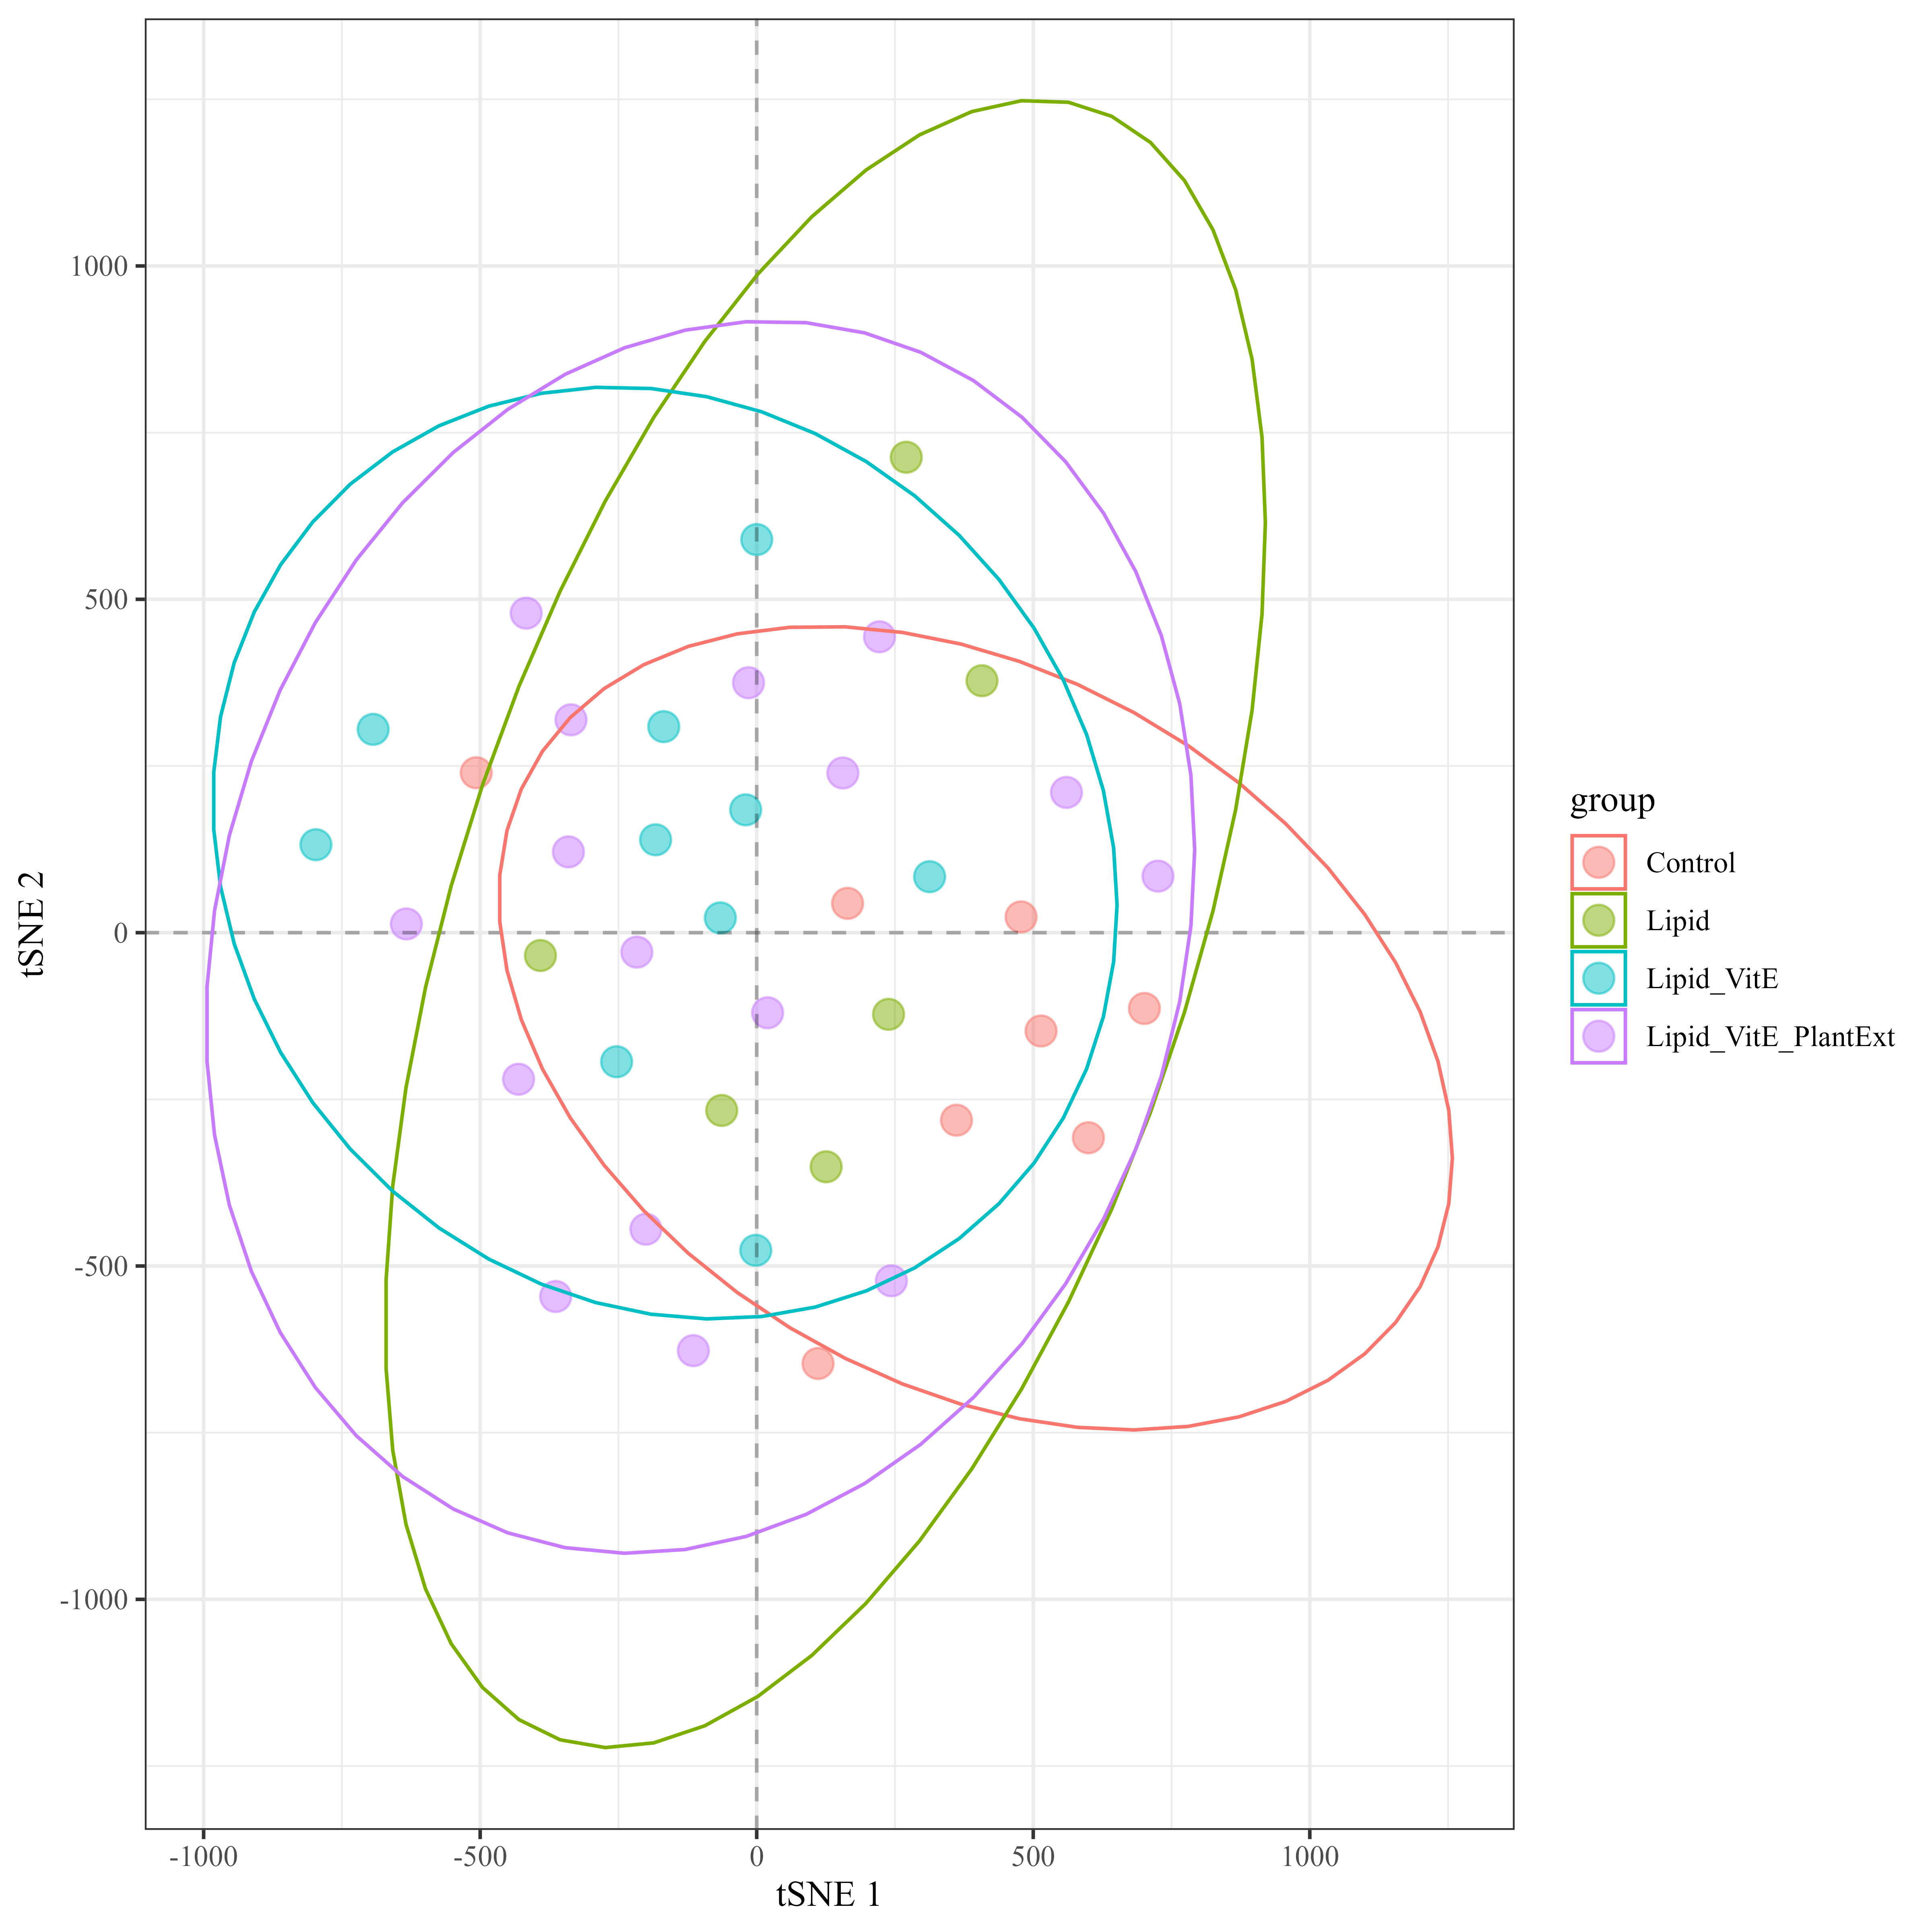 1000
500
0
-500
-1000
tSNE 2
-1000
-500
0
500
1000
tSNE 1
group
Control
Lipid
Lipid_VitE
Lipid_VitE_PlantExt